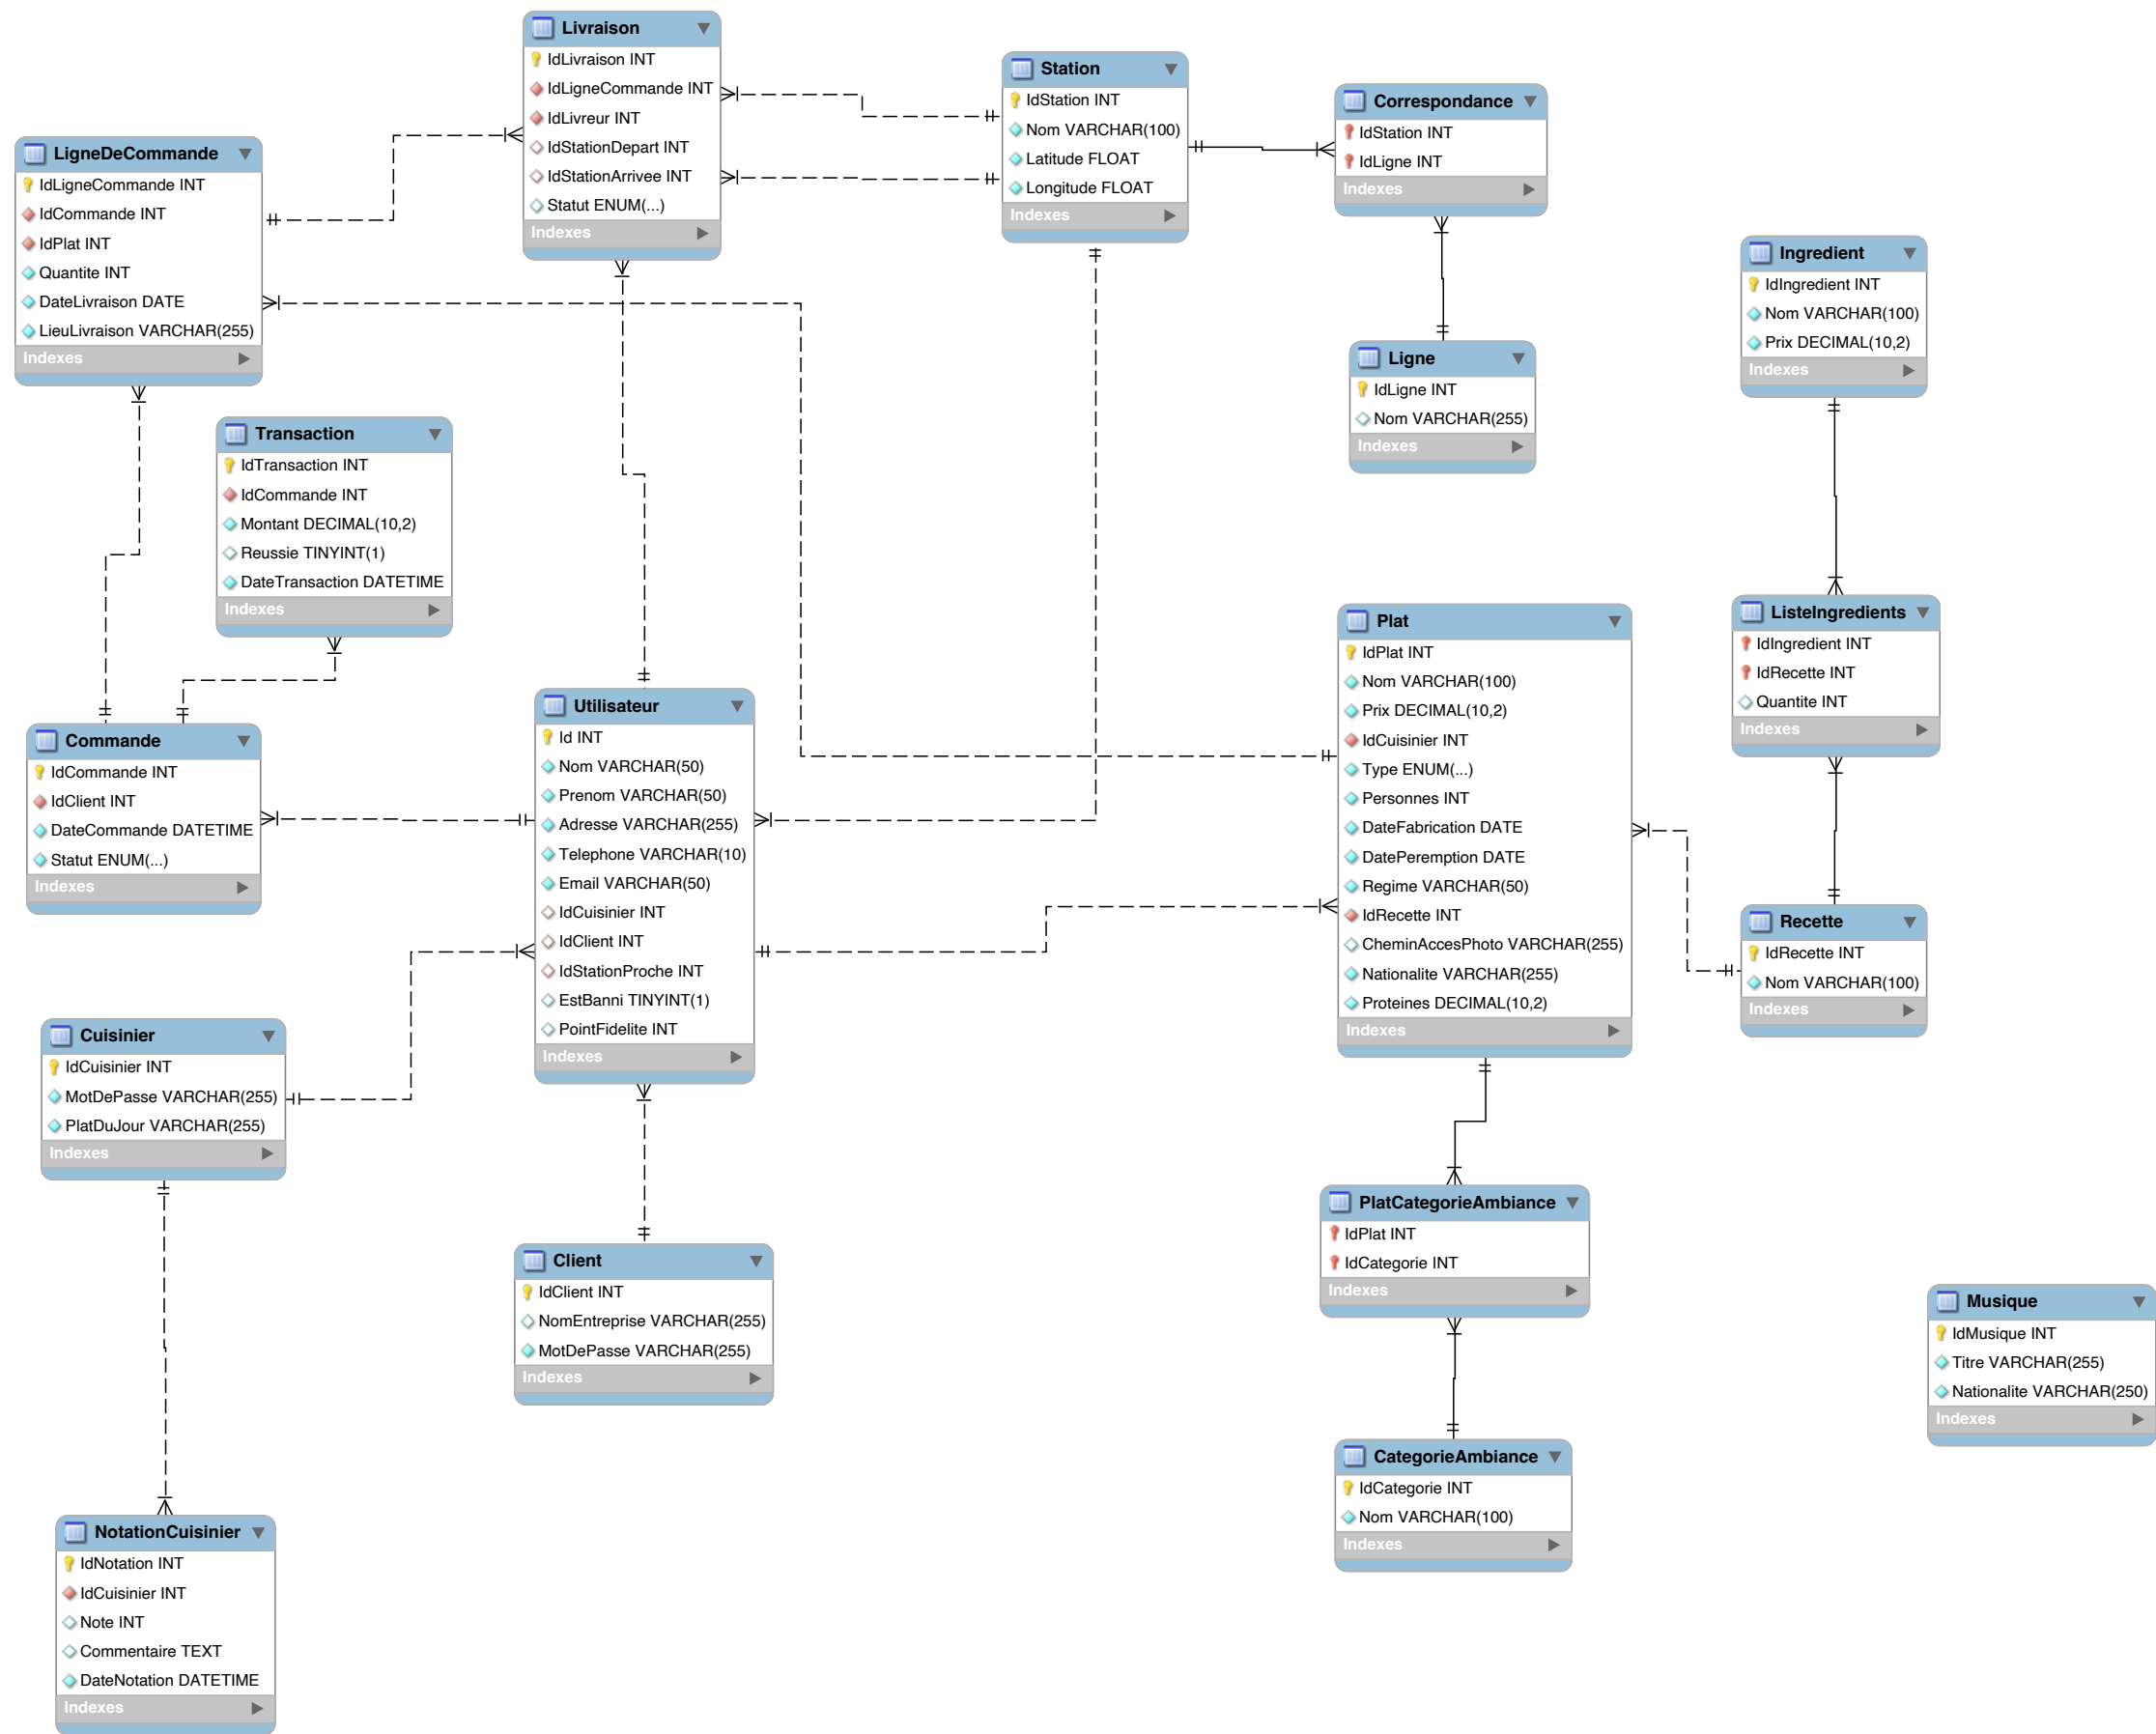 Livraison
IdLivraison INT
IdLigneCommande INT
IdLivreur INT
IdStationDepart INT
IdStationArrivee INT
Statut ENUM(...)
Indexes
Station
IdStation INT
Nom VARCHAR(100)
Latitude FLOAT
Longitude FLOAT
Indexes
Correspondance
IdStation INT
IdLigne INT
Indexes
LigneDeCommande
IdLigneCommande INT
IdCommande INT
IdPlat INT
Quantite INT
DateLivraison DATE
LieuLivraison VARCHAR(255)
Indexes
Ingredient
IdIngredient INT
Nom VARCHAR(100)
Prix DECIMAL(10,2)
Indexes
Ligne
IdLigne INT
Nom VARCHAR(255)
Indexes
Transaction
IdTransaction INT
IdCommande INT
Montant DECIMAL(10,2)
Reussie TINYINT(1)
DateTransaction DATETIME
Indexes
ListeIngredients
IdIngredient INT
IdRecette INT
Quantite INT
Indexes
Plat
IdPlat INT
Nom VARCHAR(100)
Prix DECIMAL(10,2)
IdCuisinier INT
Type ENUM(...)
Personnes INT
DateFabrication DATE
DatePeremption DATE
Regime VARCHAR(50)
IdRecette INT
CheminAccesPhoto VARCHAR(255)
Nationalite VARCHAR(255)
Proteines DECIMAL(10,2)
Indexes
Utilisateur
Id INT
Nom VARCHAR(50)
Prenom VARCHAR(50)
Adresse VARCHAR(255)
Telephone VARCHAR(10)
Email VARCHAR(50)
IdCuisinier INT
IdClient INT
IdStationProche INT
EstBanni TINYINT(1)
PointFidelite INT
Indexes
Commande
IdCommande INT
IdClient INT
DateCommande DATETIME
Statut ENUM(...)
Indexes
Recette
IdRecette INT
Nom VARCHAR(100)
Indexes
Cuisinier
IdCuisinier INT
MotDePasse VARCHAR(255)
PlatDuJour VARCHAR(255)
Indexes
PlatCategorieAmbiance
IdPlat INT
IdCategorie INT
Indexes
Client
IdClient INT
NomEntreprise VARCHAR(255)
MotDePasse VARCHAR(255)
Indexes
Musique
IdMusique INT
Titre VARCHAR(255)
Nationalite VARCHAR(250)
Indexes
CategorieAmbiance
IdCategorie INT
Nom VARCHAR(100)
Indexes
NotationCuisinier
IdNotation INT
IdCuisinier INT
Note INT
Commentaire TEXT
DateNotation DATETIME
Indexes